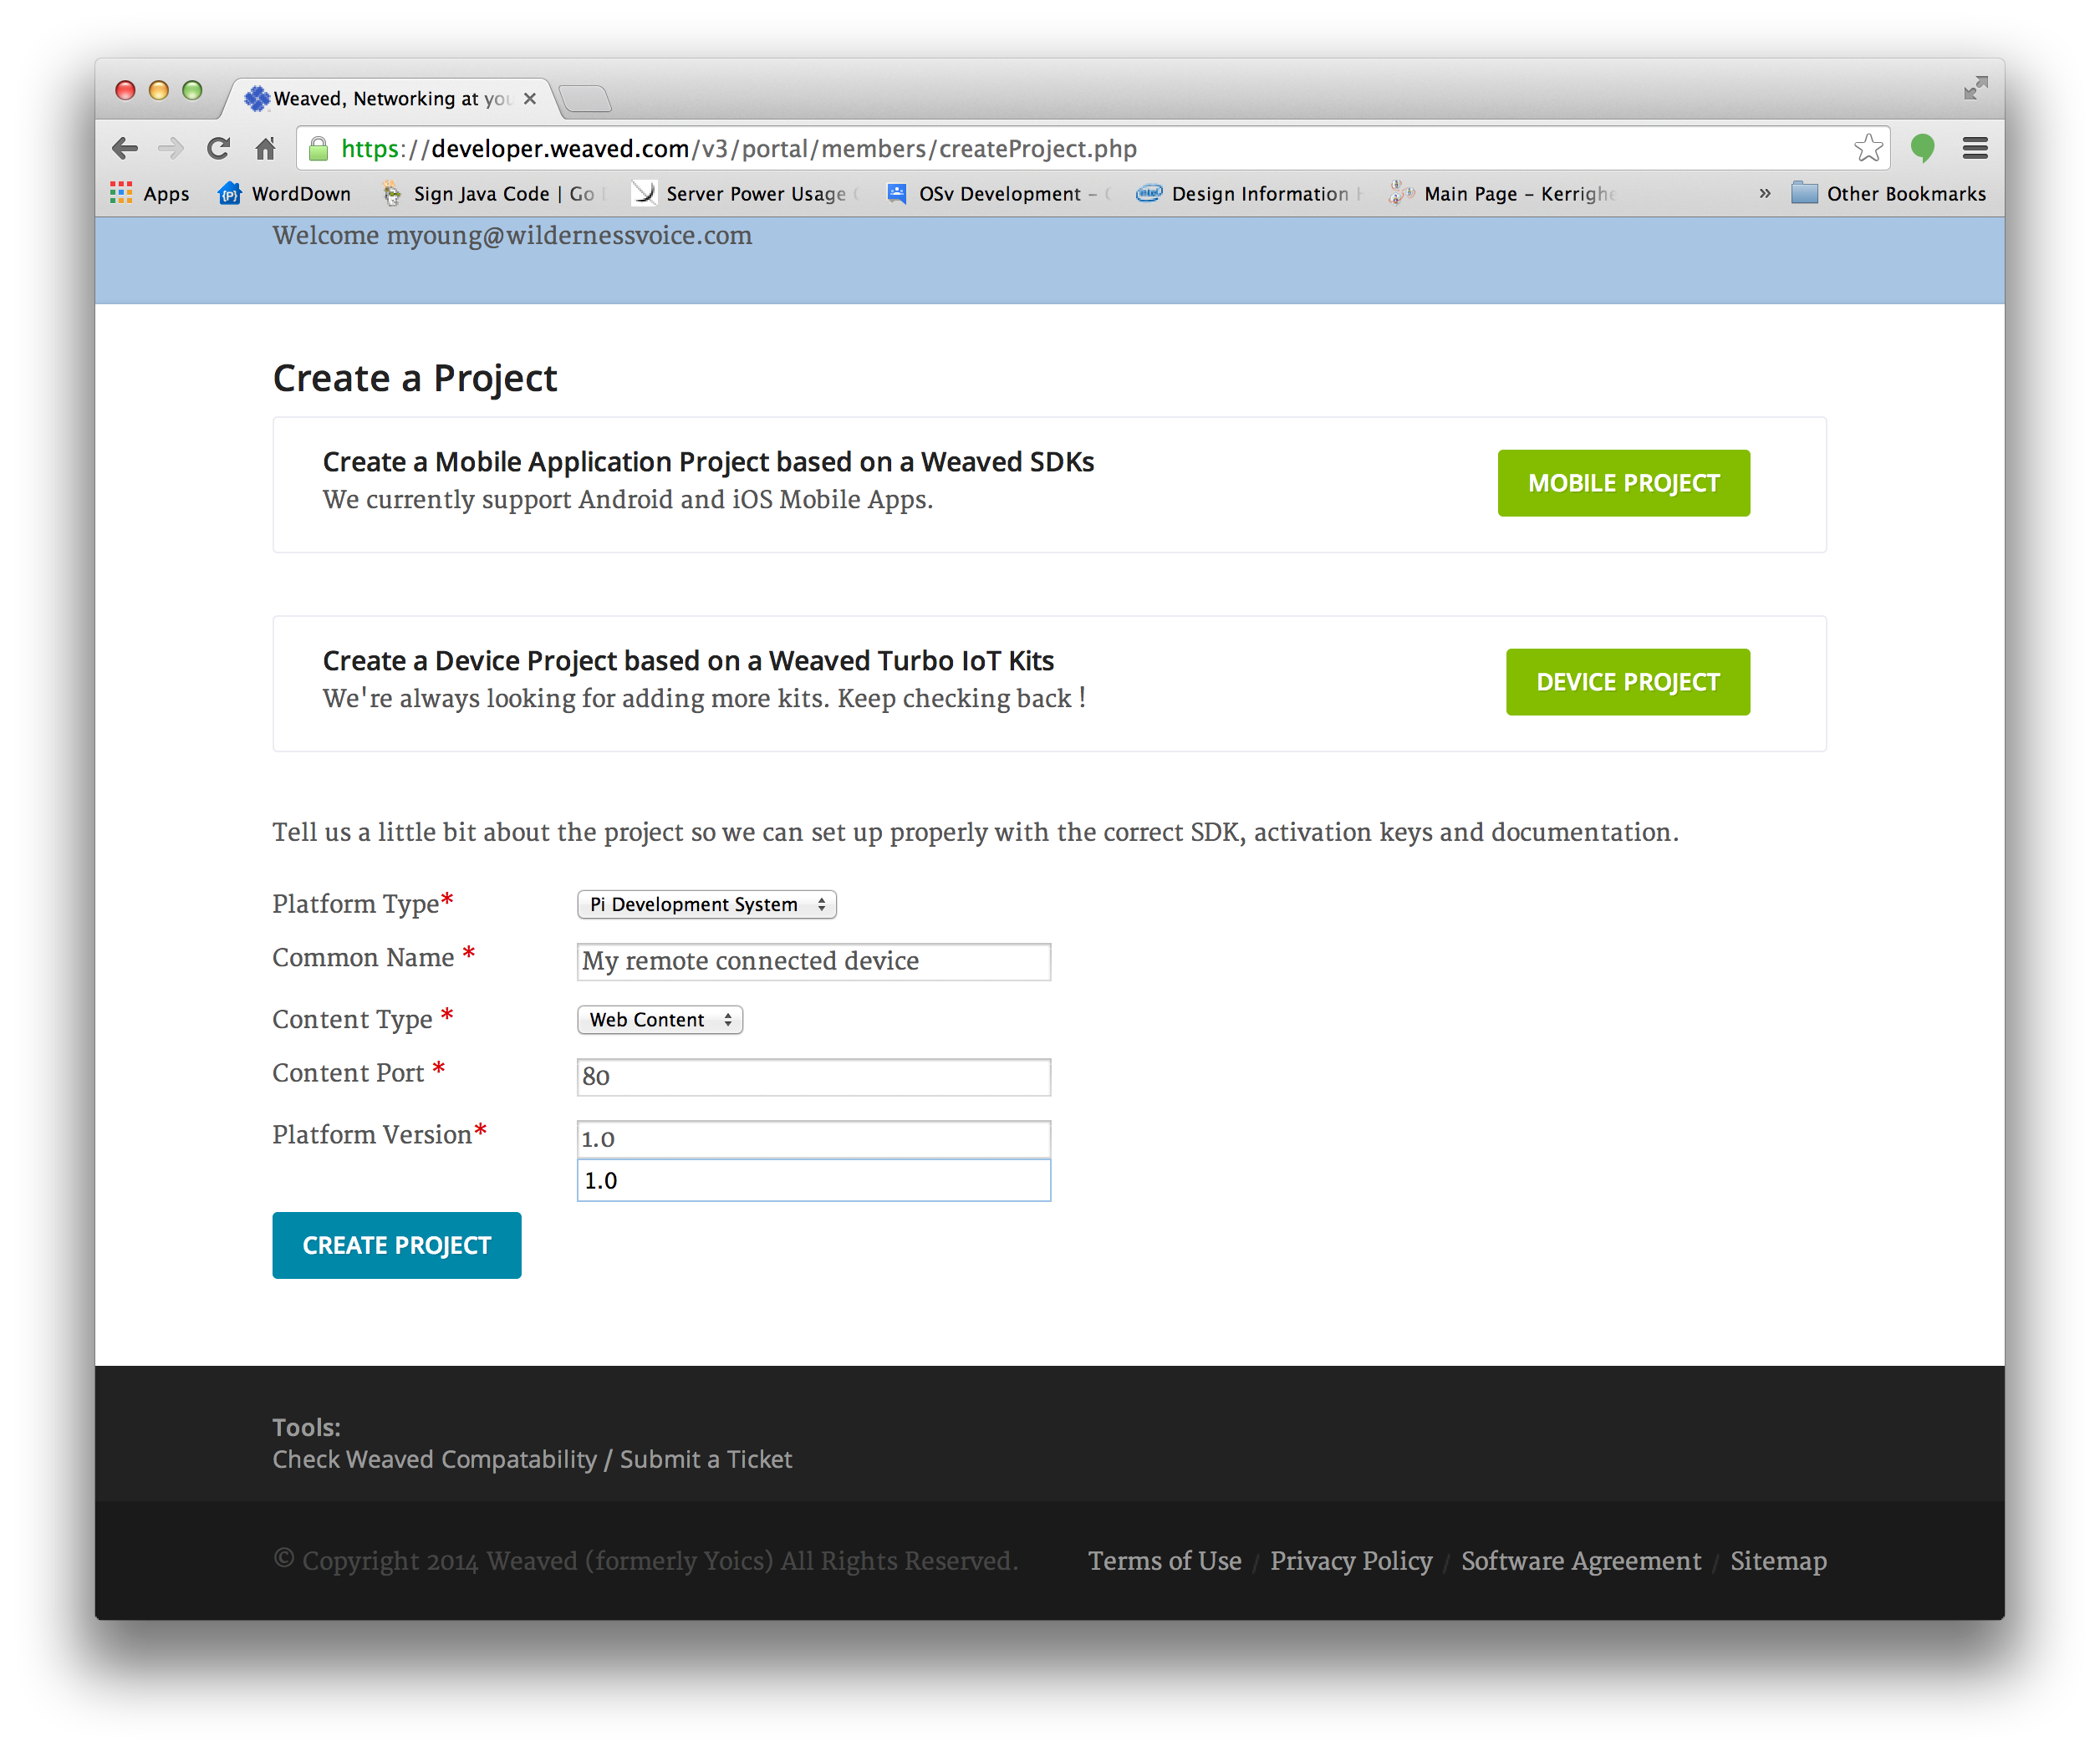 Weaved, Networking at you
https://developer.weaved.com/v3/portal/members/createProject.php
Apps WordDown Sign Java Code | Go Server Power Usage OSv Development – Design Information Main Page – Kerrighe » Other Bookmarks
Welcome myoung@wildernessvoice.com
Create a Project
Create a Mobile Application Project based on a Weaved SDKs
We currently support Android and iOS Mobile Apps.
MOBILE PROJECT
Create a Device Project based on a Weaved Turbo IoT Kits
We're always looking for adding more kits. Keep checking back !
DEVICE PROJECT
Tell us a little bit about the project so we can set up properly with the correct SDK, activation keys and documentation.
Platform Type* Pi Development System
Common Name * My remote connected device
Content Type * Web Content
Content Port * 80
Platform Version* 1.0
1.0
CREATE PROJECT
Tools:
Check Weaved Compatability / Submit a Ticket
© Copyright 2014 Weaved (formerly Yoics) All Rights Reserved. Terms of Use / Privacy Policy / Software Agreement / Sitemap